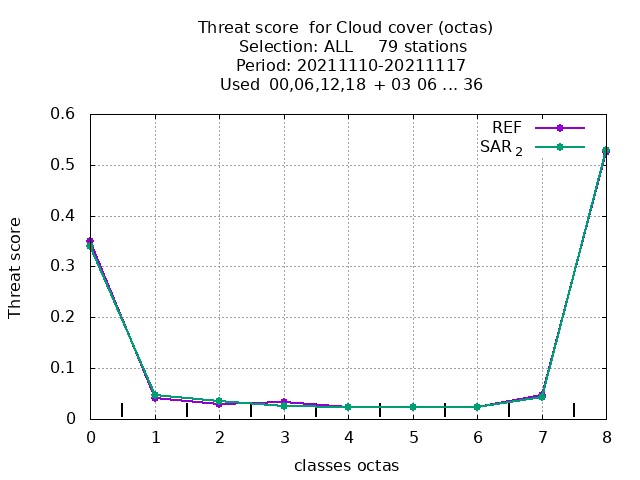 Threat score  for Cloud cover (octas)
Selection: ALL     79 stations
Period: 20211110-20211117
Used  00,06,12,18  + 03 06 ... 36
REF
SAR 2
0.6
0.5
0.4
0.3
0.2
0.1
0
Threat score
0 1 2 3 4 5 6 7 8
classes octas